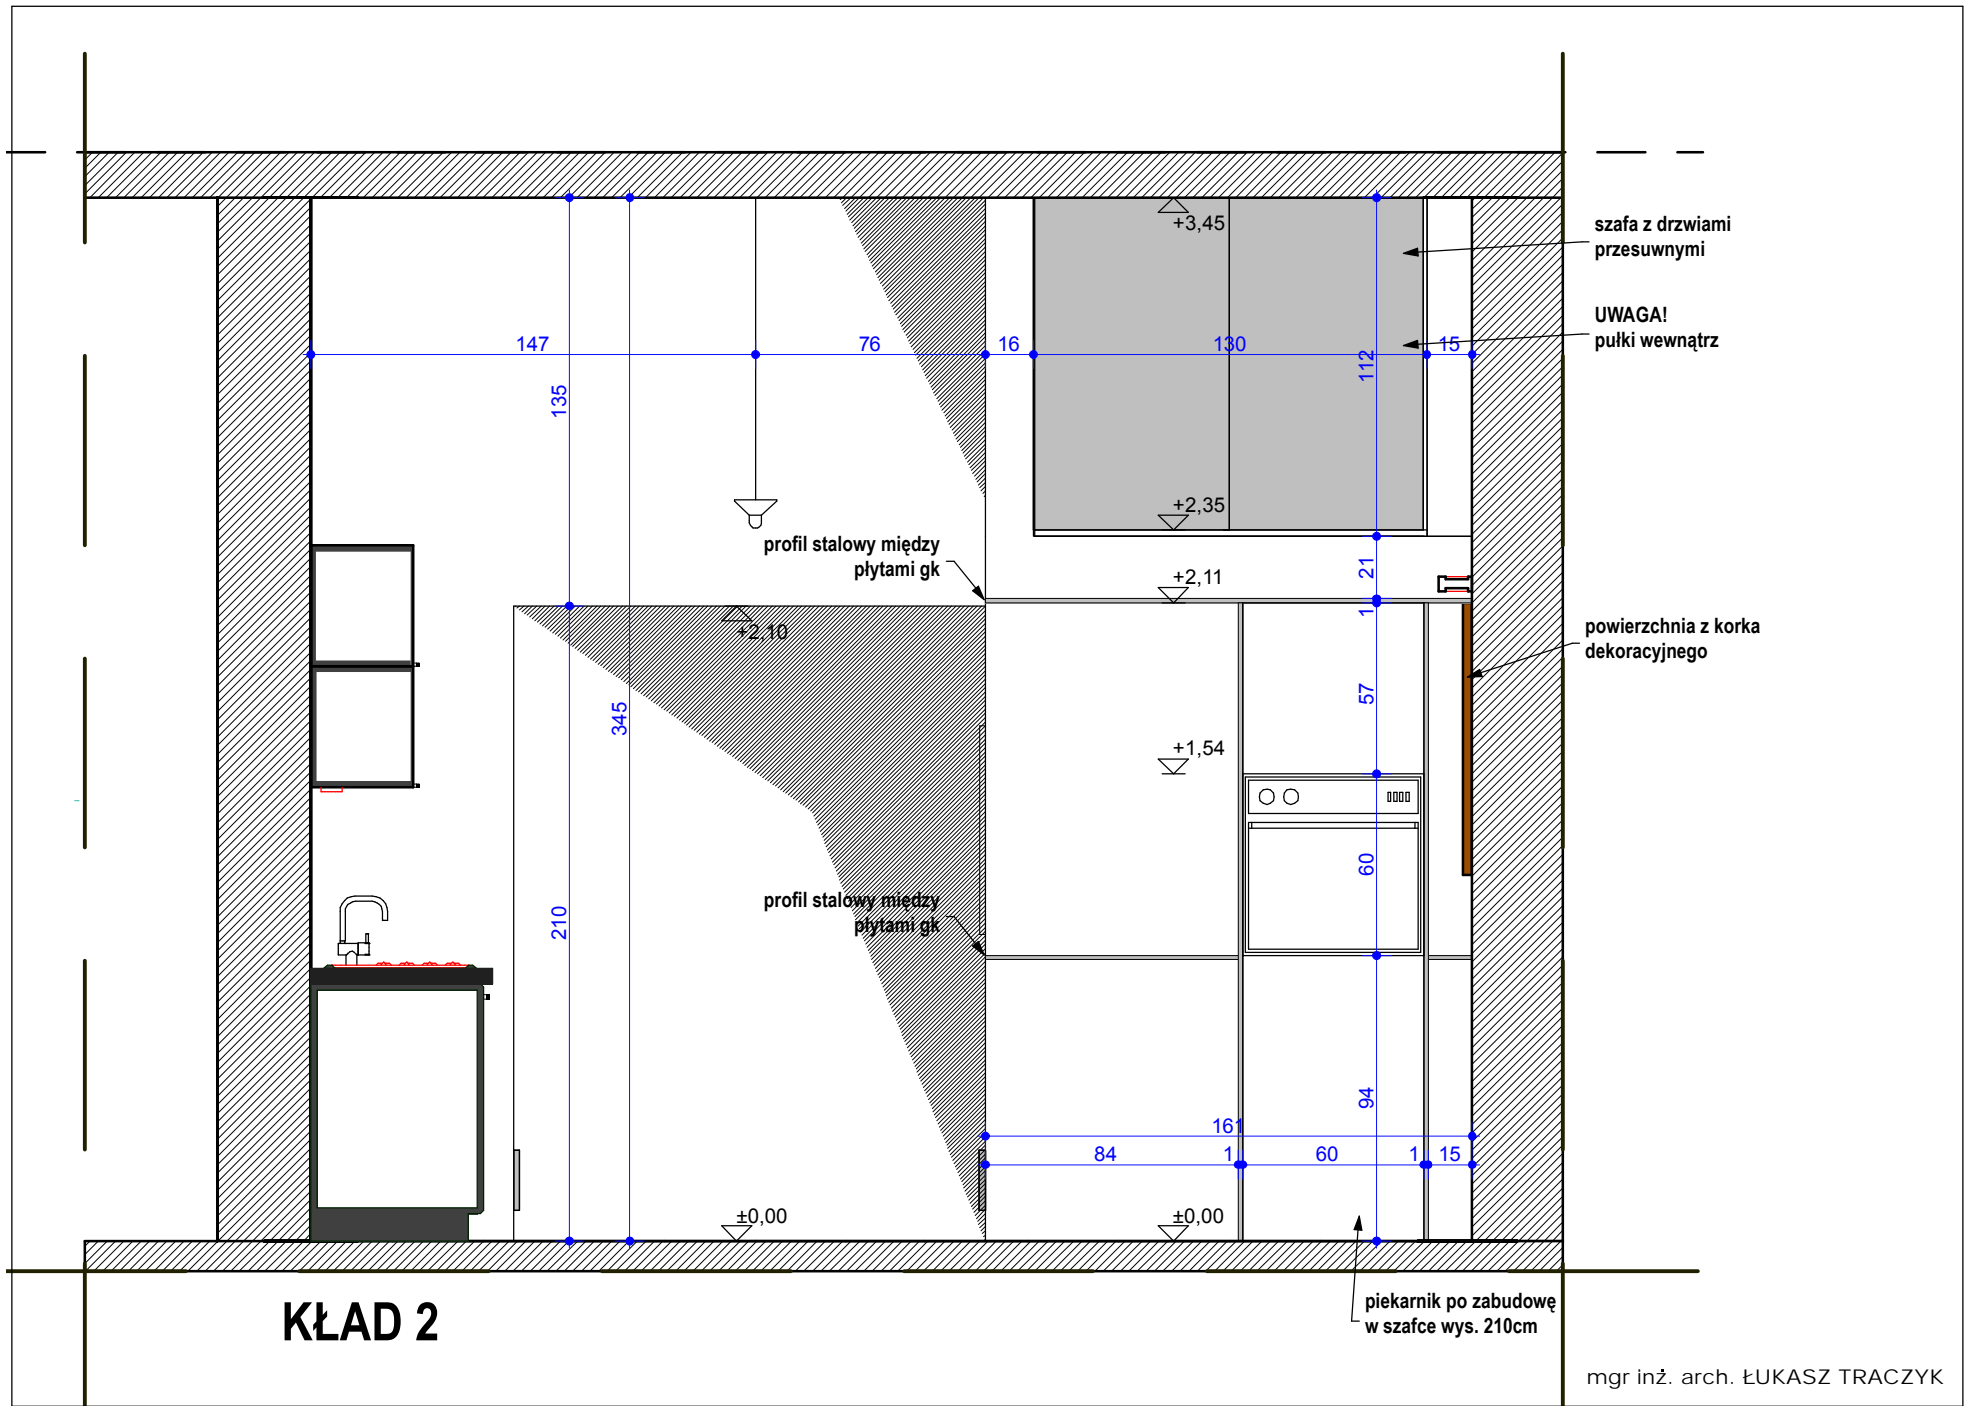 +3,45
szafa z drzwiami
przesuwnymi
UWAGA!
pułki wewnątrz
147
76
16
130
15
112
135
+2,35
profil stalowy między
płytami gk
21
+2,11
1
+2,10
powierzchnia z korka
dekoracyjnego
57
345
+1,54
60
profil stalowy między
płytami gk
210
94
161
84
1
60
1
15
±0,00
±0,00
KŁAD 2
piekarnik po zabudowę
w szafce wys. 210cm
mgr inż. arch. ŁUKASZ TRACZYK